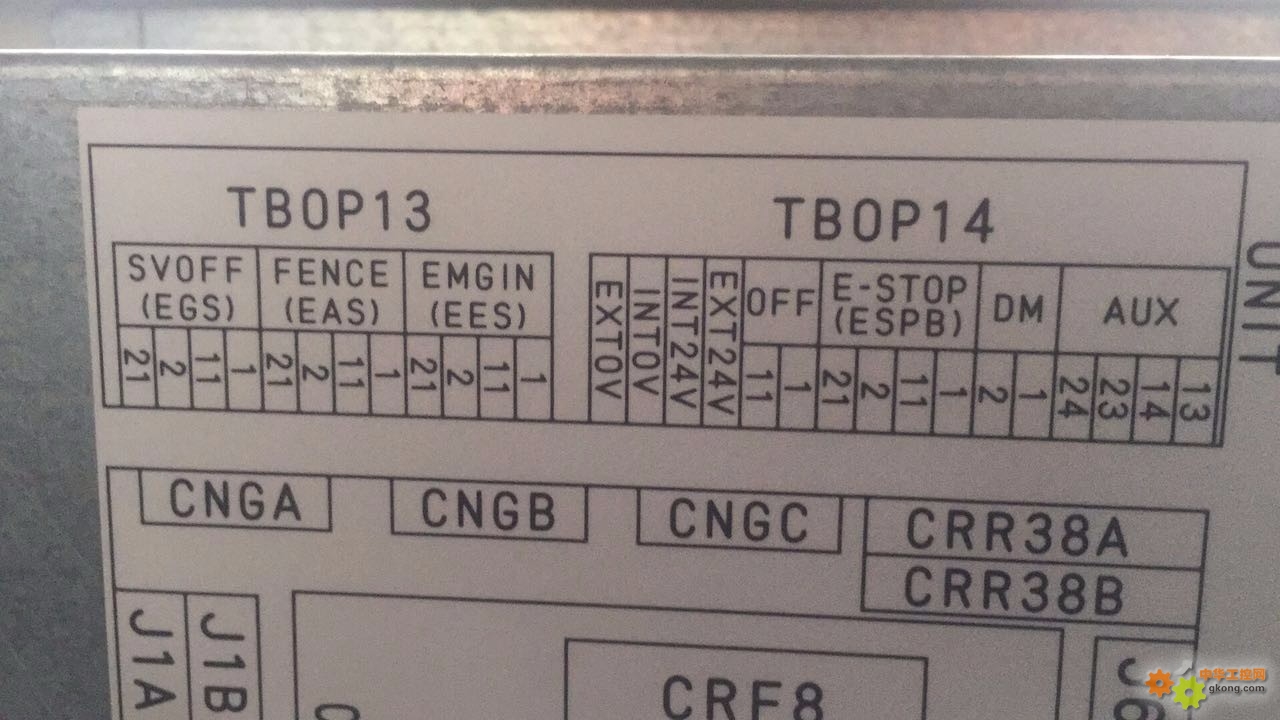 TBOP13
TBOP14
SVOFF (EGS) FENCE (EAS) EMGIN (EES)
21 2 11 1 21 2 11 1 21 2 11 1
EXT0V INT0V INT24V EXT24V
OFF E-STOP (ESPB) DM AUX
11 1 21 2 11 1 2 1 24 23 14 13
UNIT
CNGA CNGB CNGC CRR38A
CRR38B
J1A J1B
CRF8
J6
中华工控网
gkong.com